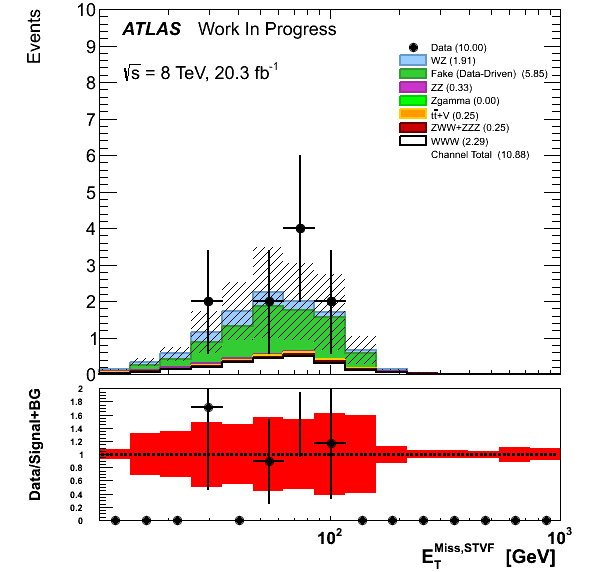 Events
10
9
8
7
6
5
4
3
2
1
0
ATLAS Work In Progress
√s = 8 TeV, 20.3 fb⁻¹
Data (10.00)
WZ (1.91)
Fake (Data-Driven) (5.85)
ZZ (0.33)
Zgamma (0.00)
tt̄+V (0.25)
ZWW+ZZZ (0.25)
WWW (2.29)
Channel Total (10.88)
Data/Signal+BG
2
1.8
1.6
1.4
1.2
1
0.8
0.6
0.4
0.2
0
10² 10³
E_T^Miss,STVF [GeV]